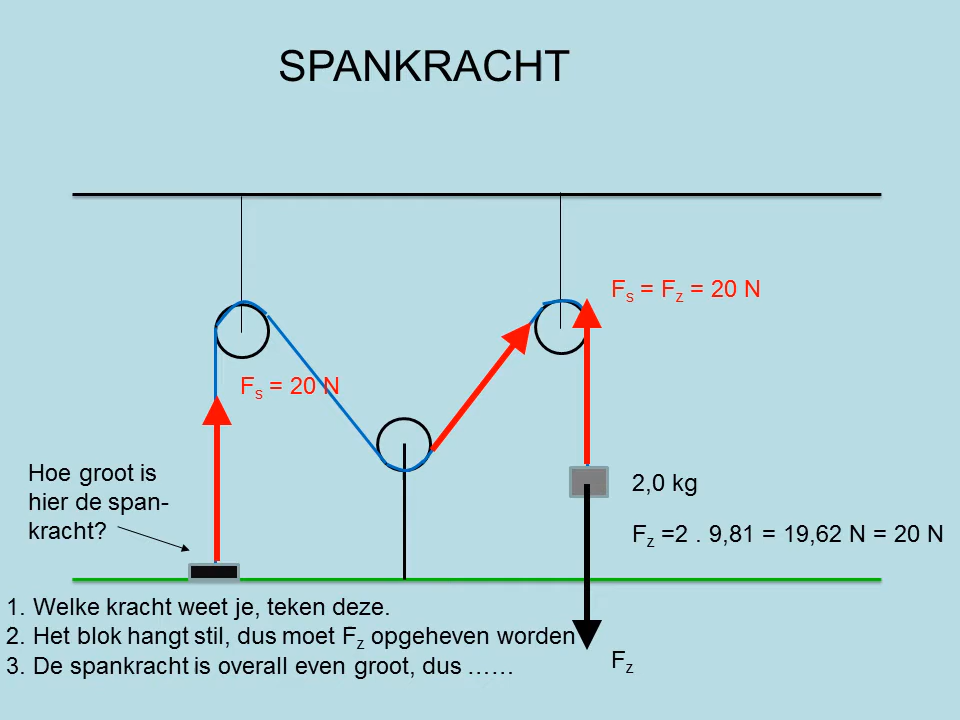 SPANKRACHT
Fs = Fz = 20 N
Fs = 20 N
Hoe groot is
hier de span-
kracht?
2,0 kg
Fz =2 . 9,81 = 19,62 N = 20 N
1. Welke kracht weet je, teken deze.
2. Het blok hangt stil, dus moet Fz opgeheven worden
3. De spankracht is overall even groot, dus ……
Fz